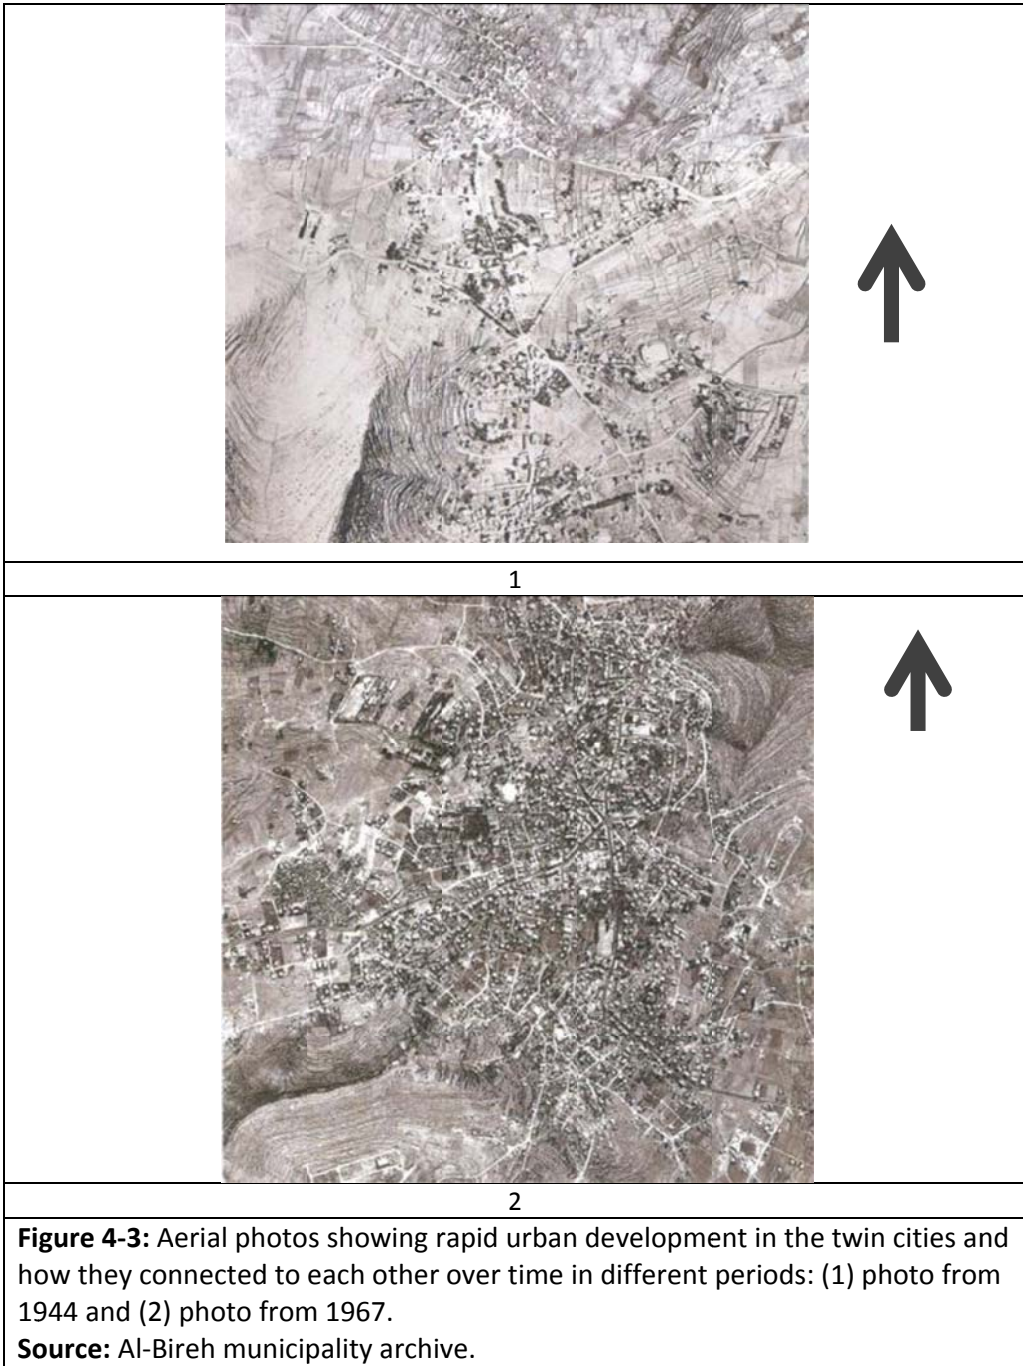 1
2
Figure 4-3: Aerial photos showing rapid urban development in the twin cities and
how they connected to each other over time in different periods: (1) photo from
1944 and (2) photo from 1967.
Source: Al-Bireh municipality archive.